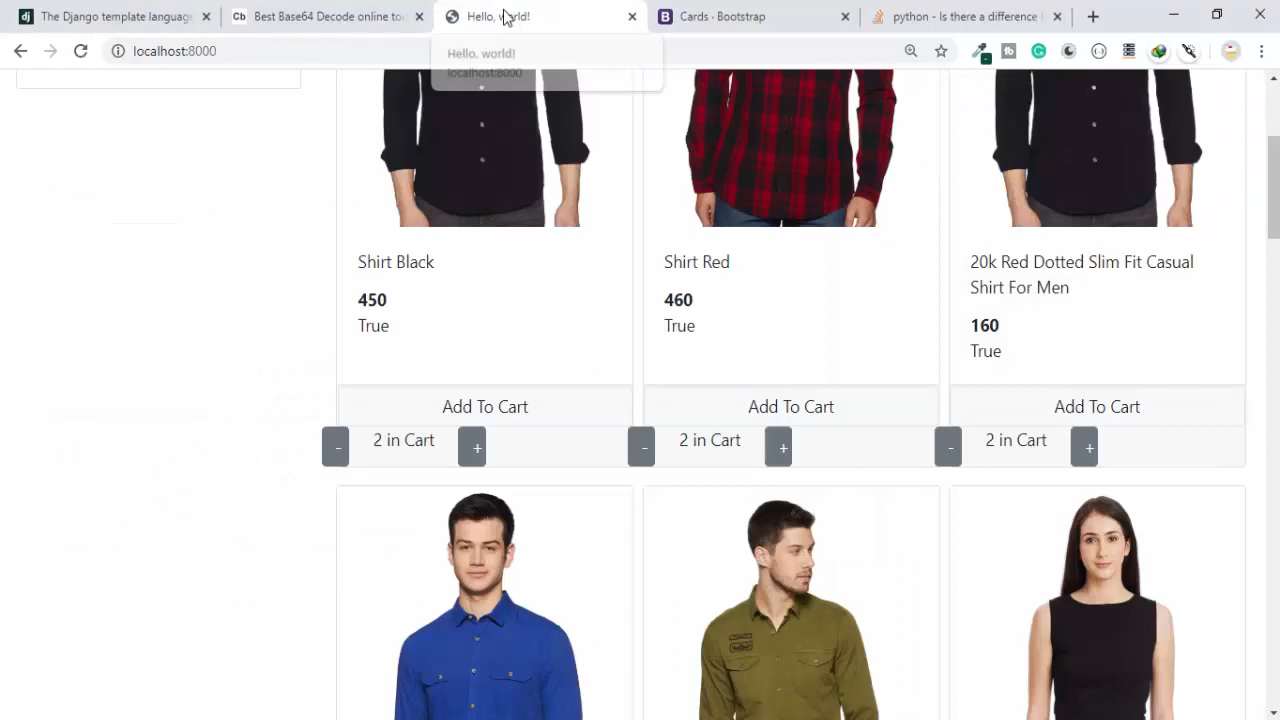 The Django template language
Best Base64 Decode online to
Hello, world!
Cards · Bootstrap
python - Is there a difference
localhost:8000
Hello, world!
localhost:8000
Shirt Black
450
True
Shirt Red
460
True
20k Red Dotted Slim Fit Casual
Shirt For Men
160
True
Add To Cart
Add To Cart
Add To Cart
- 2 in Cart +
- 2 in Cart +
- 2 in Cart +